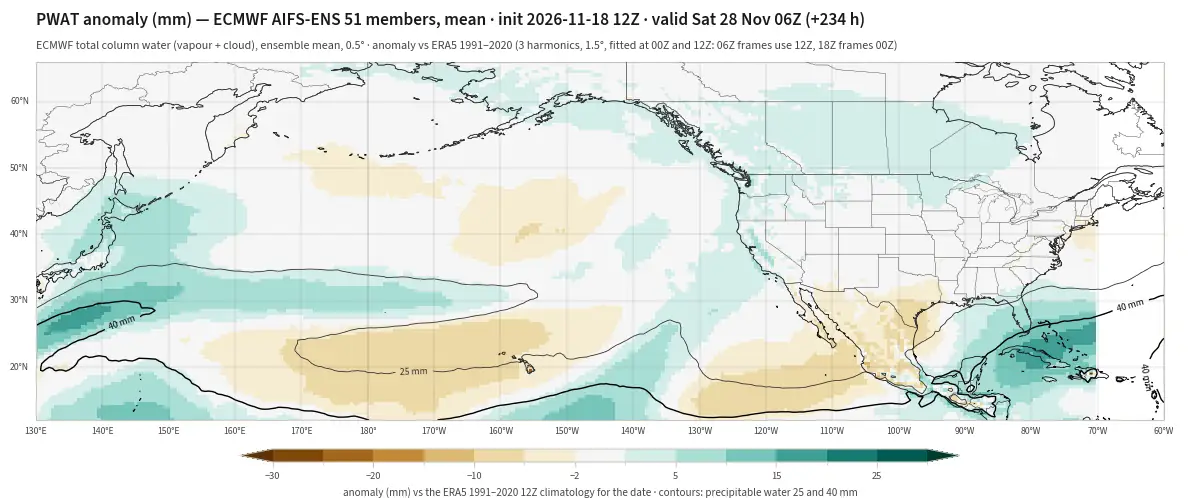 PWAT anomaly (mm) — ECMWF AIFS-ENS 51 members, mean · init 2026-11-18 12Z · valid Sat 28 Nov 06Z (+234 h)
ECMWF total column water (vapour + cloud), ensemble mean, 0.5° · anomaly vs ERA5 1991–2020 (3 harmonics, 1.5°, fitted at 00Z and 12Z: 06Z frames use 12Z, 18Z frames 00Z)
60°N
50°N
40°N
30°N
20°N
40 mm
40 mm
25 mm
40 mm
130°E 140°E 150°E 160°E 170°E 180° 170°W 160°W 150°W 140°W 130°W 120°W 110°W 100°W 90°W 80°W 70°W 60°W
−30 −20 −10 −2 5 15 25
anomaly (mm) vs the ERA5 1991–2020 12Z climatology for the date · contours: precipitable water 25 and 40 mm